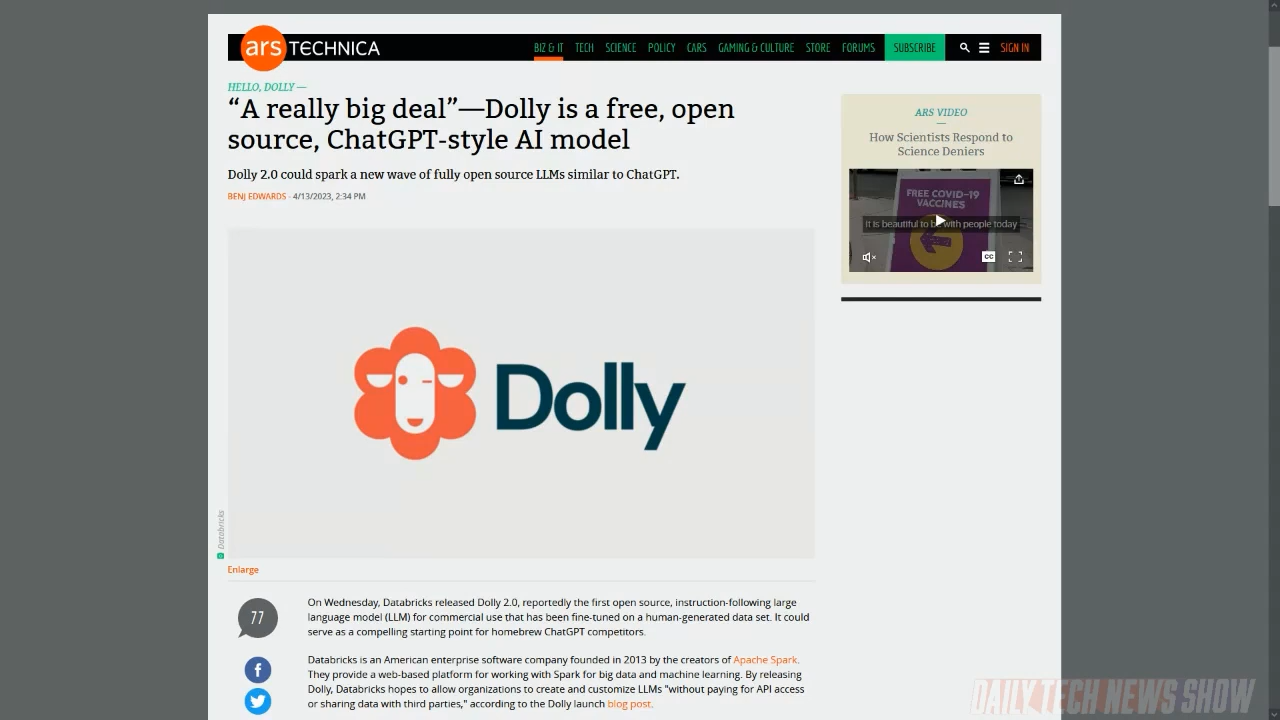 ars TECHNICA
BIZ & IT TECH SCIENCE POLICY CARS GAMING & CULTURE STORE FORUMS SUBSCRIBE SIGN IN
HELLO, DOLLY —
“A really big deal”—Dolly is a free, open
source, ChatGPT-style AI model
Dolly 2.0 could spark a new wave of fully open source LLMs similar to ChatGPT.
BENJ EDWARDS - 4/13/2023, 2:34 PM
ARS VIDEO
How Scientists Respond to
Science Deniers
FREE COVID-19
VACCINES
it is beautiful to be with people today
CC
Dolly
Databricks
Enlarge
77
On Wednesday, Databricks released Dolly 2.0, reportedly the first open source, instruction-following large
language model (LLM) for commercial use that has been fine-tuned on a human-generated data set. It could
serve as a compelling starting point for homebrew ChatGPT competitors.
Databricks is an American enterprise software company founded in 2013 by the creators of Apache Spark.
They provide a web-based platform for working with Spark for big data and machine learning. By releasing
Dolly, Databricks hopes to allow organizations to create and customize LLMs "without paying for API access
or sharing data with third parties," according to the Dolly launch blog post.
DAILY TECH NEWS SHOW